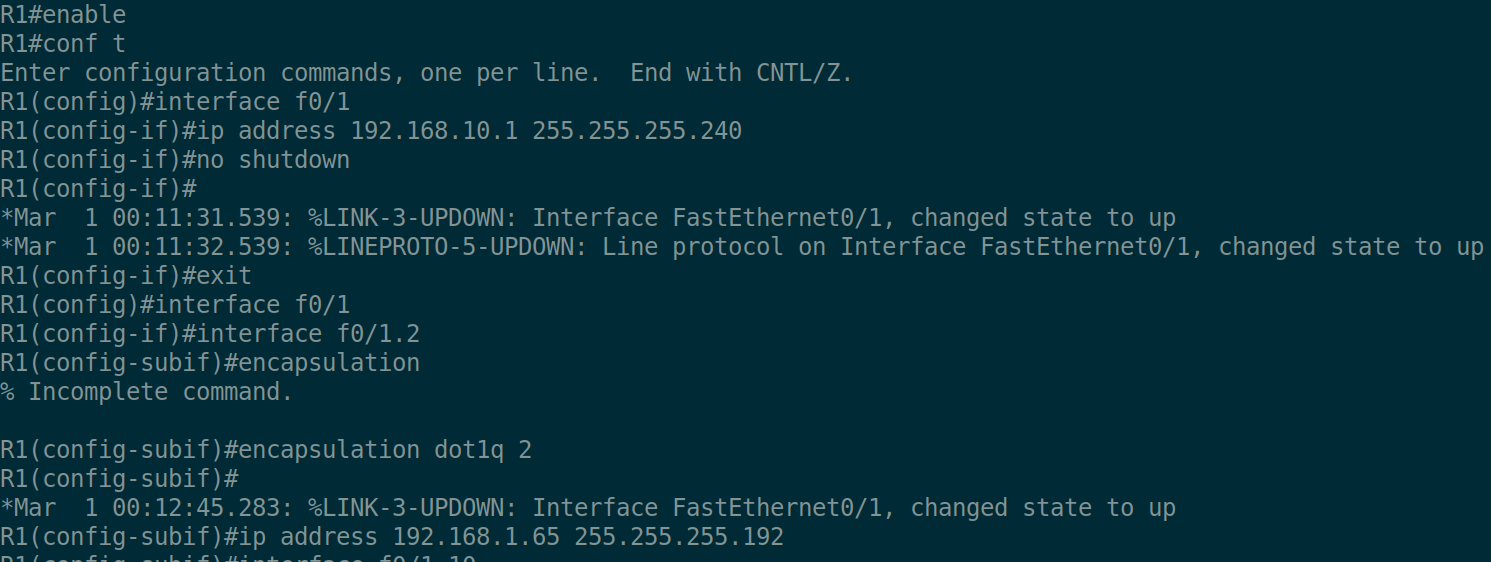 R1#enable
R1#conf t
Enter configuration commands, one per line.  End with CNTL/Z.
R1(config)#interface f0/1
R1(config-if)#ip address 192.168.10.1 255.255.255.240
R1(config-if)#no shutdown
R1(config-if)#
*Mar  1 00:11:31.539: %LINK-3-UPDOWN: Interface FastEthernet0/1, changed state to up
*Mar  1 00:11:32.539: %LINEPROTO-5-UPDOWN: Line protocol on Interface FastEthernet0/1, changed state to up
R1(config-if)#exit
R1(config)#interface f0/1
R1(config-if)#interface f0/1.2
R1(config-subif)#encapsulation
% Incomplete command.

R1(config-subif)#encapsulation dot1q 2
R1(config-subif)#
*Mar  1 00:12:45.283: %LINK-3-UPDOWN: Interface FastEthernet0/1, changed state to up
R1(config-subif)#ip address 192.168.1.65 255.255.255.192
R1(config-subif)#interface f0/1.10